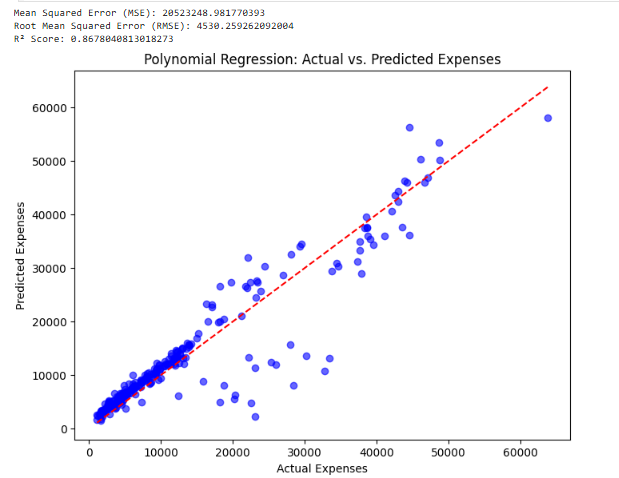 Mean Squared Error (MSE): 20523248.981770393
Root Mean Squared Error (RMSE): 4530.259262092004
R² Score: 0.8678040813018273
Polynomial Regression: Actual vs. Predicted Expenses
60000
50000
40000
30000
20000
10000
0
Predicted Expenses
0 10000 20000 30000 40000 50000 60000
Actual Expenses